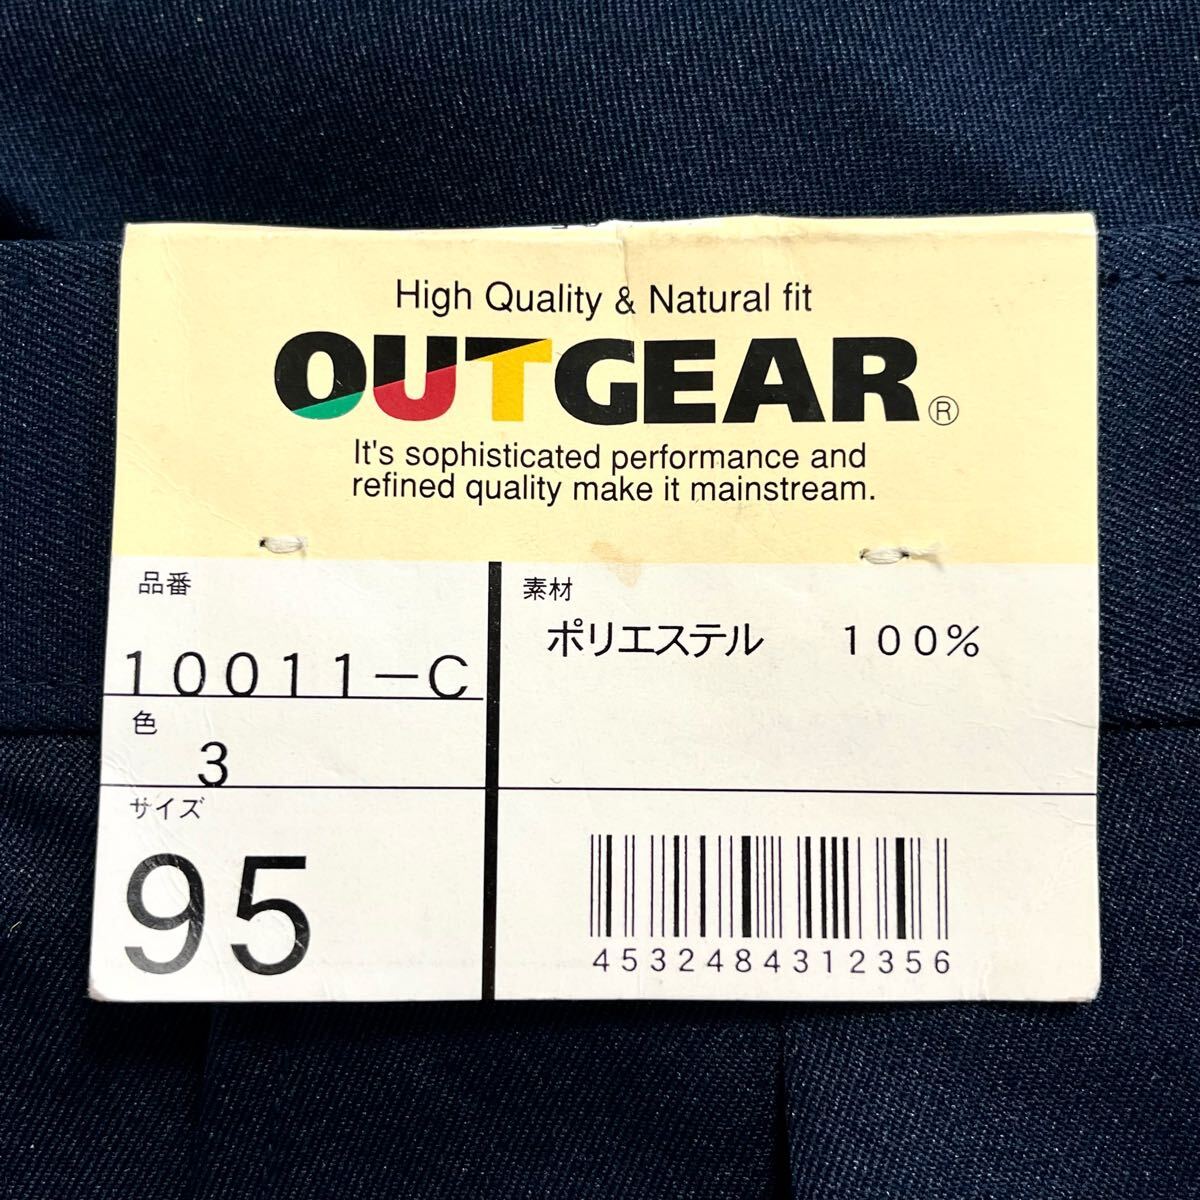 High Quality & Natural fit
OUTGEAR®
It's sophisticated performance and
refined quality make it mainstream.
品番
10011-C
色
3
サイズ
95
素材
ポリエステル 100%
4532484312356